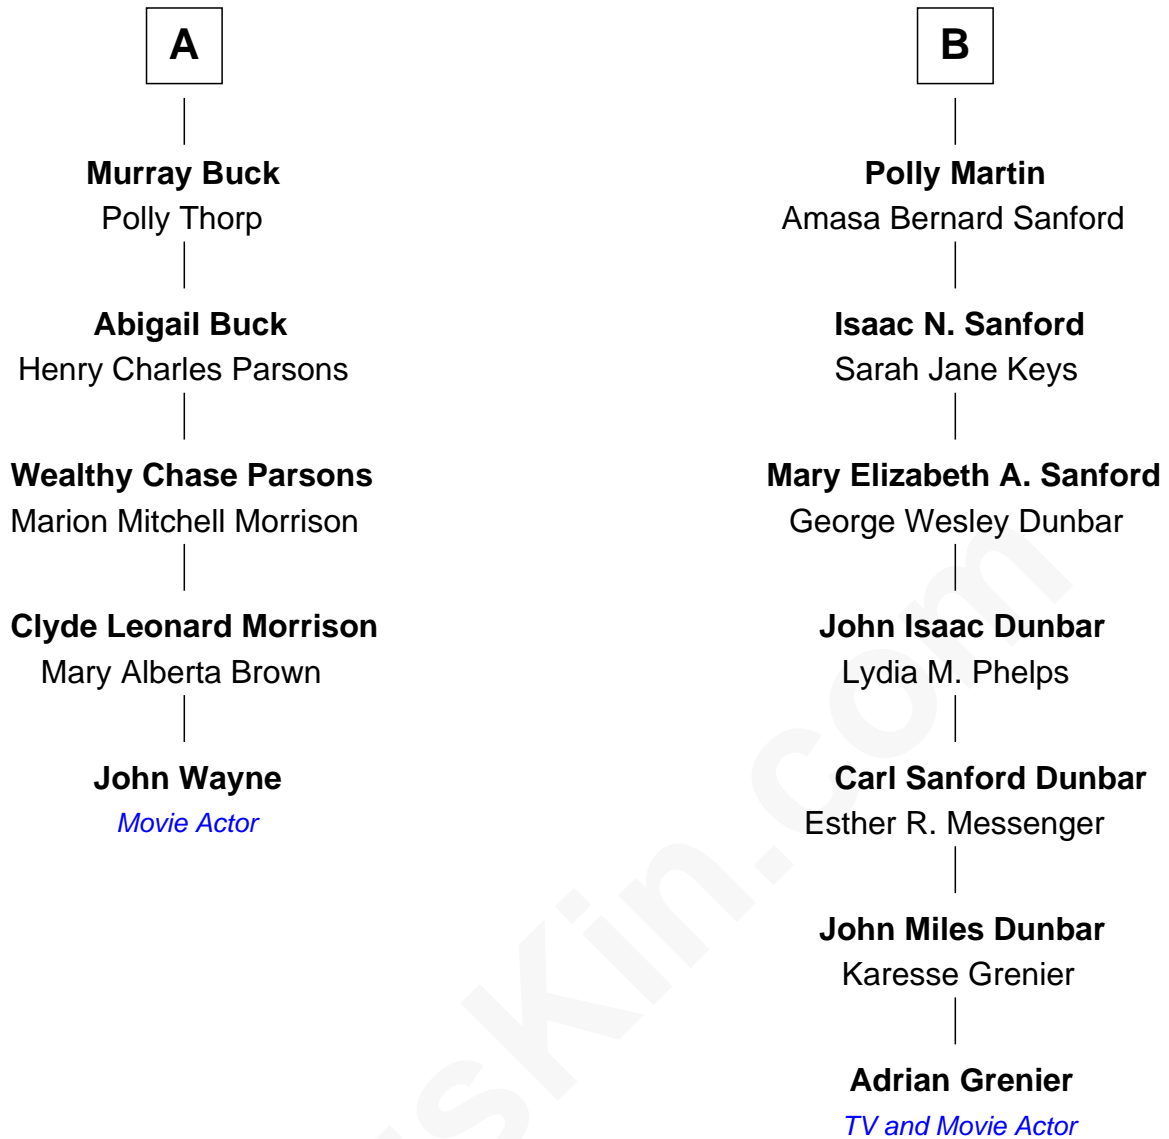 A
Murray Buck
Polly Thorp
Abigail Buck
Henry Charles Parsons
Wealthy Chase Parsons
Marion Mitchell Morrison
Clyde Leonard Morrison
Mary Alberta Brown
John Wayne
Movie Actor
B
Polly Martin
Amasa Bernard Sanford
Isaac N. Sanford
Sarah Jane Keys
Mary Elizabeth A. Sanford
George Wesley Dunbar
John Isaac Dunbar
Lydia M. Phelps
Carl Sanford Dunbar
Esther R. Messenger
John Miles Dunbar
Karesse Grenier
Adrian Grenier
TV and Movie Actor
sKin.com